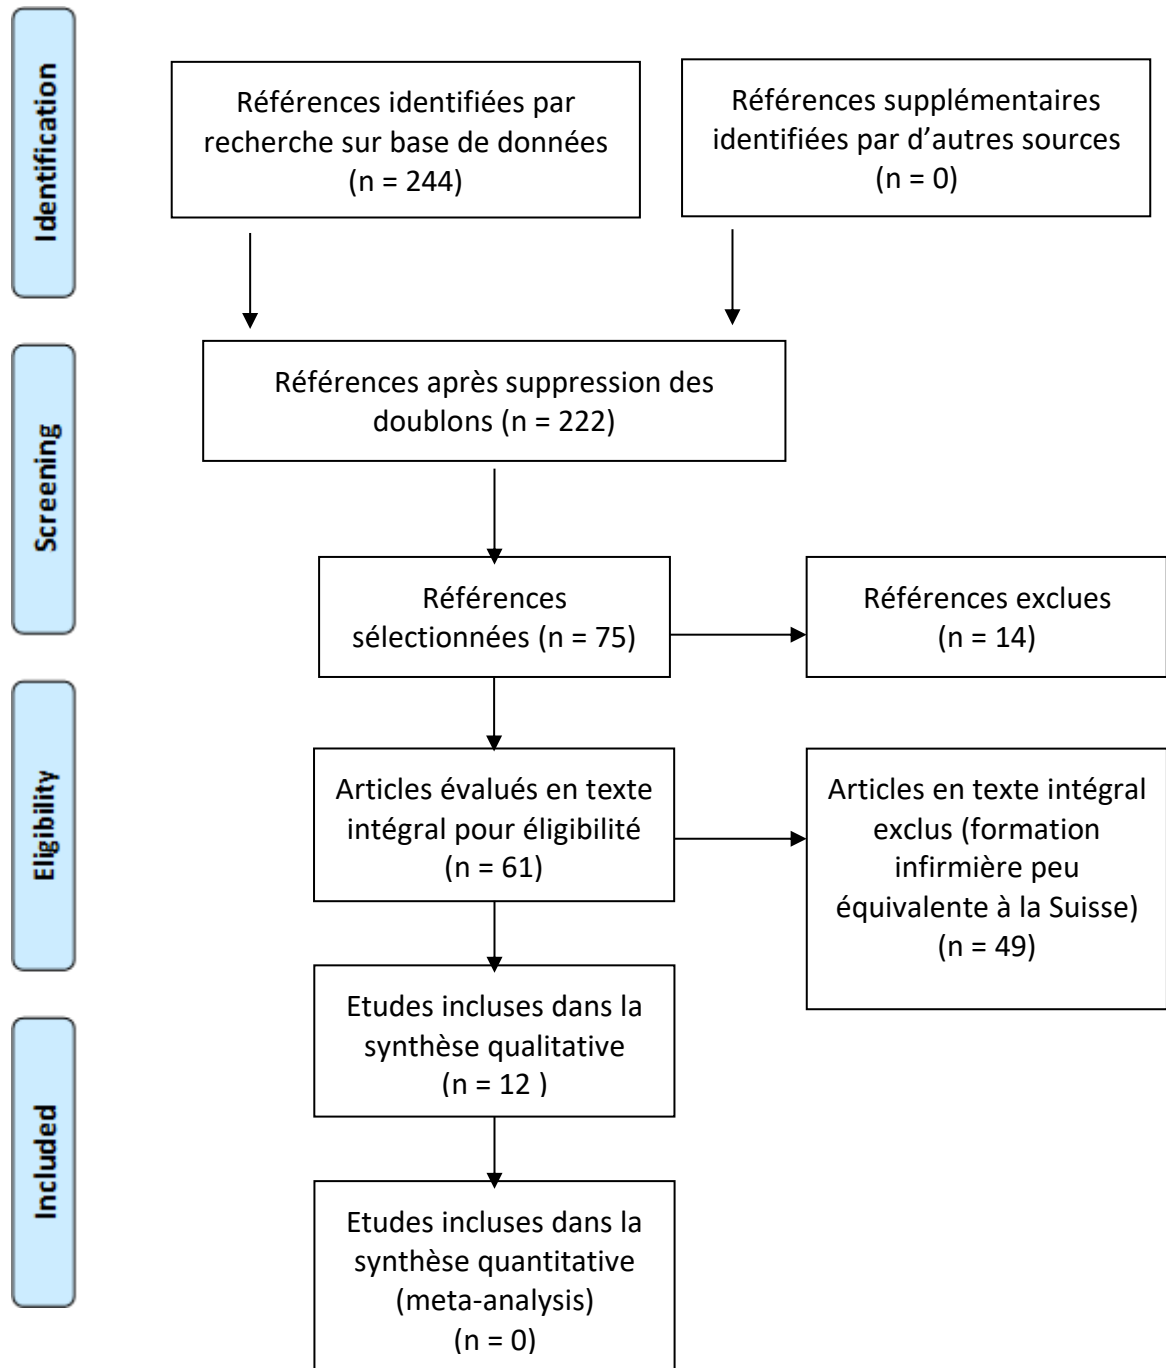 Identification
Références identifiées par
recherche sur base de données
(n = 244)
Références supplémentaires
identifiées par d’autres sources
(n = 0)
Screening
Références après suppression des
doublons (n = 222)
Références
sélectionnées (n = 75)
Références exclues
(n = 14)
Eligibility
Articles évalués en texte
intégral pour éligibilité
(n = 61)
Articles en texte intégral
exclus (formation
infirmière peu
équivalente à la Suisse)
(n = 49)
Included
Etudes incluses dans la
synthèse qualitative
(n = 12 )
Etudes incluses dans la
synthèse quantitative
(meta-analysis)
(n = 0)